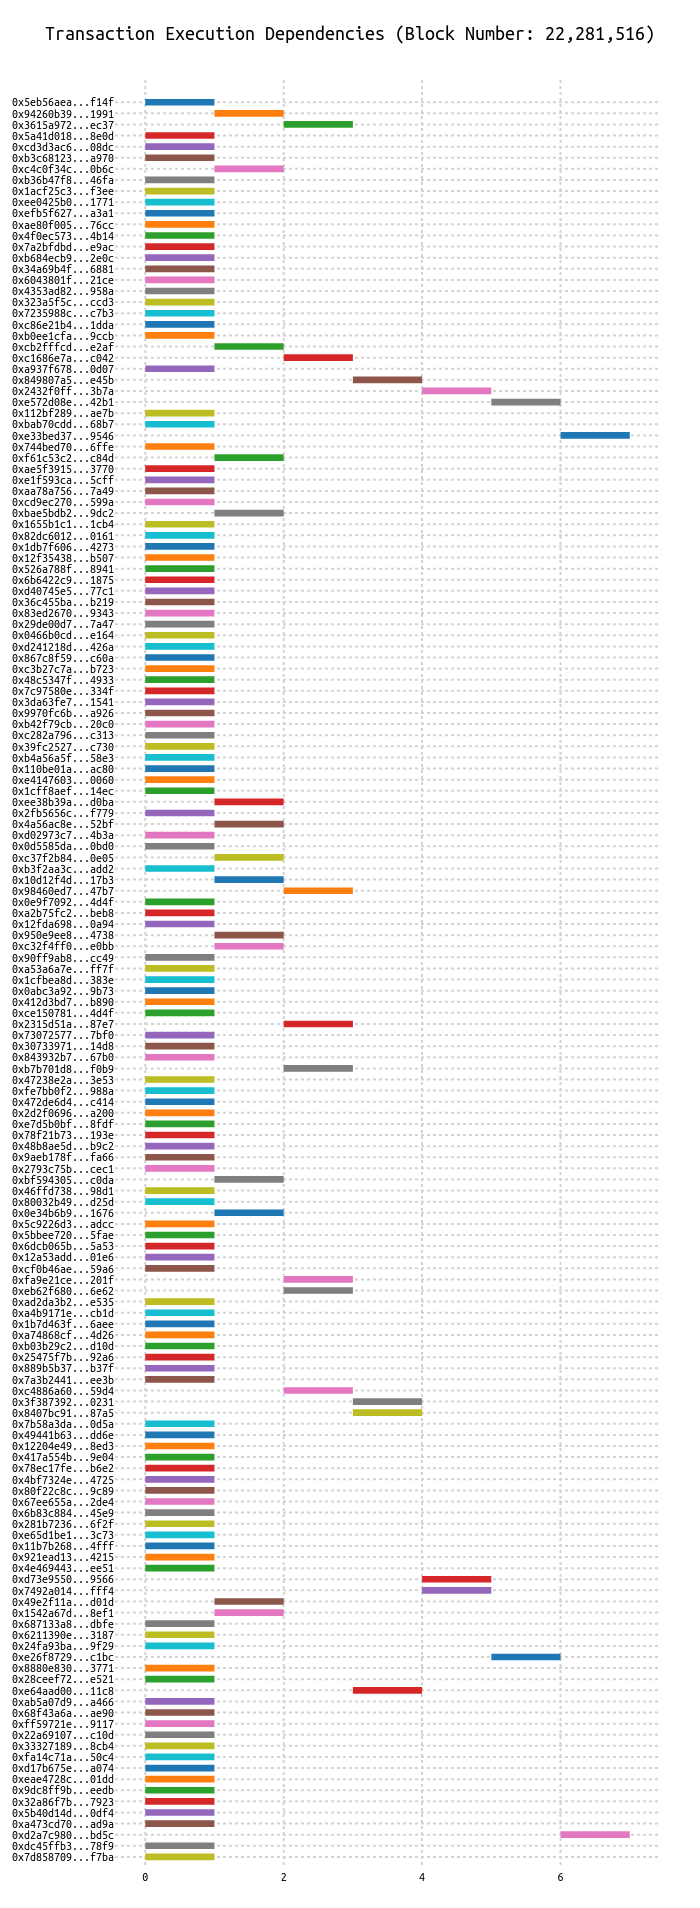 Transaction Execution Dependencies (Block Number: 22,281,516)
0x5eb56aea...f14f
0x94260b39...1991
0x3615a972...ec37
0x5a41d018...8e0d
0xcd3d3ac6...08dc
0xb3c68123...a970
0xc4c0f34c...0b6c
0xb36b47f8...46fa
0x1acf25c3...f3ee
0xee0425b0...1771
0xefb5f627...a3a1
0xae80f005...76cc
0x4f0ec573...4b14
0x7a2bfdbd...e9ac
0xb684ecb9...2e0c
0x34a69b4f...6881
0x6043801f...21ce
0x4353ad82...958a
0x323a5f5c...ccd3
0x7235988c...c7b3
0xc86e21b4...1dda
0xb0ee1cfa...9ccb
0xcb2fffcd...e2af
0xc1686e7a...c042
0xa937f678...0d07
0x849807a5...e45b
0x2432f0ff...3b7a
0xe572d08e...42b1
0x112bf289...ae7b
0xbab70cdd...68b7
0xe33bed37...9546
0x744bed70...6ffe
0xf61c53c2...c84d
0xae5f3915...3770
0xe1f593ca...5cff
0xaa78a756...7a49
0xcd9ec270...599a
0xbae5bdb2...9dc2
0x1655b1c1...1cb4
0x82dc6012...0161
0x1db7f606...4273
0x12f35438...b507
0x526a788f...8941
0x6b6422c9...1875
0xd40745e5...77c1
0x36c455ba...b219
0x83ed2670...9343
0x29de00d7...7a47
0x0466b0cd...e164
0xd241218d...426a
0x867c8f59...c60a
0xc3b27c7a...b723
0x48c5347f...4933
0x7c97580e...334f
0x3da63fe7...1541
0x9970fc6b...a926
0xb42f79cb...20c0
0xc282a796...c313
0x39fc2527...c730
0xb4a56a5f...58e3
0x110be01a...ac80
0xe4147603...0060
0x1cff8aef...14ec
0xee38b39a...d0ba
0x2fb5656c...f779
0x4a56ac8e...52bf
0xd02973c7...4b3a
0x0d5585da...0bd0
0xc37f2b84...0e05
0xb3f2aa3c...add2
0x10d12f4d...17b3
0x98460ed7...47b7
0x0e9f7092...4d4f
0xa2b75fc2...beb8
0x12fda698...0a94
0x950e9ee8...4738
0xc32f4ff0...e0bb
0x90ff9ab8...cc49
0xa53a6a7e...ff7f
0x1cfbea8d...383e
0x0abc3a92...9b73
0x412d3bd7...b890
0xce150781...4d4f
0x2315d51a...87e7
0x73072577...7bf0
0x30733971...14d8
0x843932b7...67b0
0xb7b701d8...f0b9
0x47238e2a...3e53
0xfe7bb0f2...988a
0x472de6d4...c414
0x2d2f0696...a200
0xe7d5b0bf...8fdf
0x78f21b73...193e
0x48b8ae5d...b9c2
0x9aeb178f...fa66
0x2793c75b...cec1
0xbf594305...c0da
0x46ffd738...98d1
0x80032b49...d25d
0x0e34b6b9...1676
0x5c9226d3...adcc
0x5bbee720...5fae
0x6dcb065b...5a53
0x12a53add...01e6
0xcf0b46ae...59a6
0xfa9e21ce...201f
0xeb62f680...6e62
0xad2da3b2...e535
0xa4b9171e...cb1d
0x1b7d463f...6aee
0xa74868cf...4d26
0xb03b29c2...d10d
0x25475f7b...92a6
0x889b5b37...b37f
0x7a3b2441...ee3b
0xc4886a60...59d4
0x3f387392...0231
0x8407bc91...87a5
0x7b58a3da...0d5a
0x49441b63...dd6e
0x12204e49...8ed3
0x417a554b...9e04
0x78ec17fe...b6e2
0x4bf7324e...4725
0x80f22c8c...9c89
0x67ee655a...2de4
0x6b83c884...45e9
0x281b7236...6f2f
0xe65d1be1...3c73
0x11b7b268...4fff
0x921ead13...4215
0x4e469443...ee51
0xd73e9550...9566
0x7492a014...fff4
0x49e2f11a...d01d
0x1542a67d...8ef1
0x687133a8...dbfe
0x6211390e...3187
0x24fa93ba...9f29
0xe26f8729...c1bc
0x8880e830...3771
0x28ceef72...e521
0xe64aad00...11c8
0xab5a07d9...a466
0x68f43a6a...ae90
0xff59721e...9117
0x22a69107...c10d
0x33327189...8cb4
0xfa14c71a...50c4
0xd17b675e...a074
0xeae4728c...01dd
0x9dc8ff9b...eedb
0x32a86f7b...7923
0x5b40d14d...0df4
0xa473cd70...ad9a
0xd2a7c980...bd5c
0xdc45ffb3...78f9
0x7d858709...f7ba
0 2 4 6